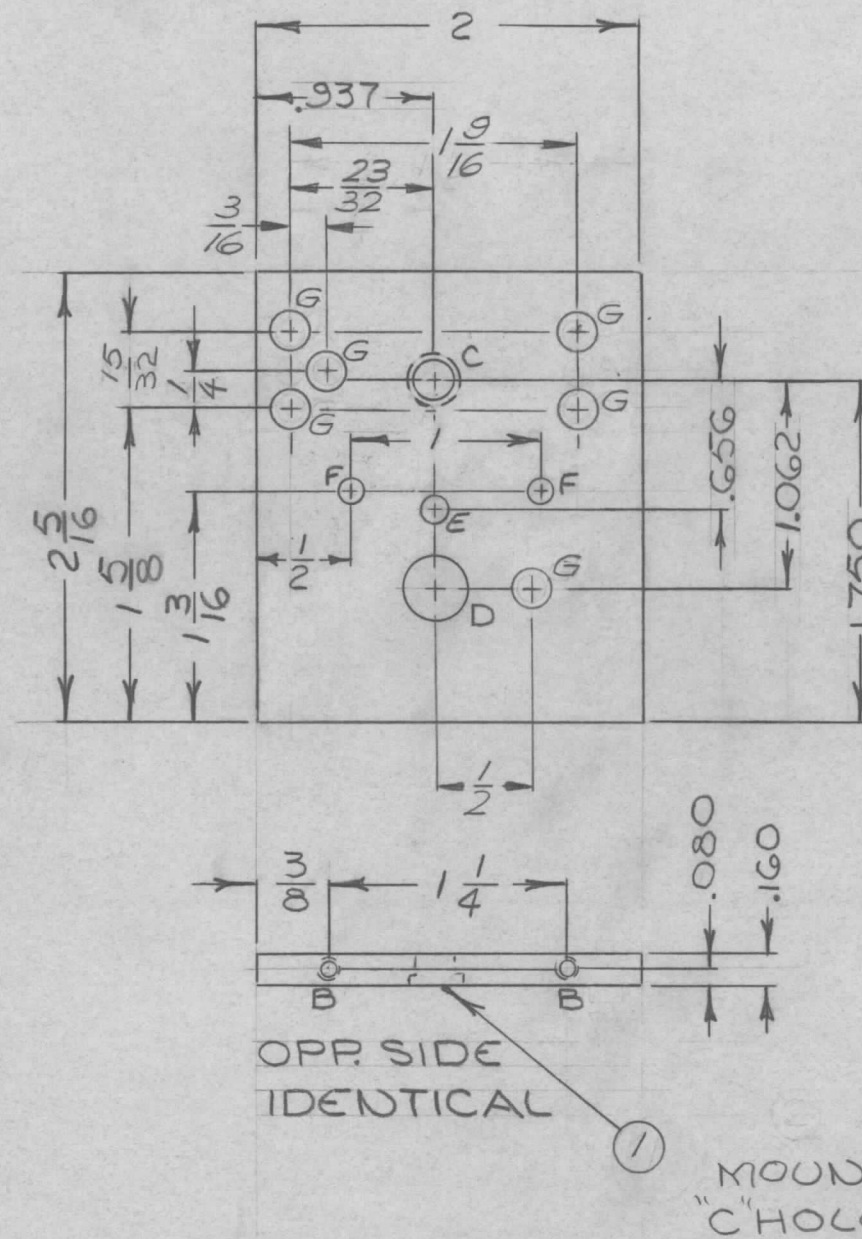 2
.937
1 9/16
23/32
3/16
G
G
15/32
1/4
G
C
G
G
1
.656
1.062
1.750
F
F
E
2 5/16
1 5/8
1 3/16
1/2
D
G
1/2
3/8
1 1/4
.080
.160
B
B
OPP. SIDE
IDENTICAL
1
MOUN
"C" HOL